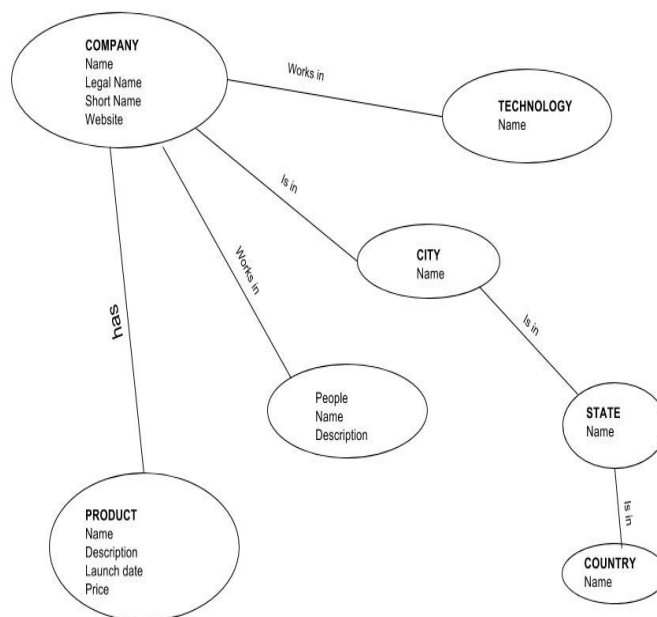 COMPANY
Name
Legal Name
Short Name
Website
Works in
TECHNOLOGY
Name
Is in
CITY
Name
Works in
Is in
has
People
Name
Description
STATE
Name
Is in
PRODUCT
Name
Description
Launch date
Price
COUNTRY
Name